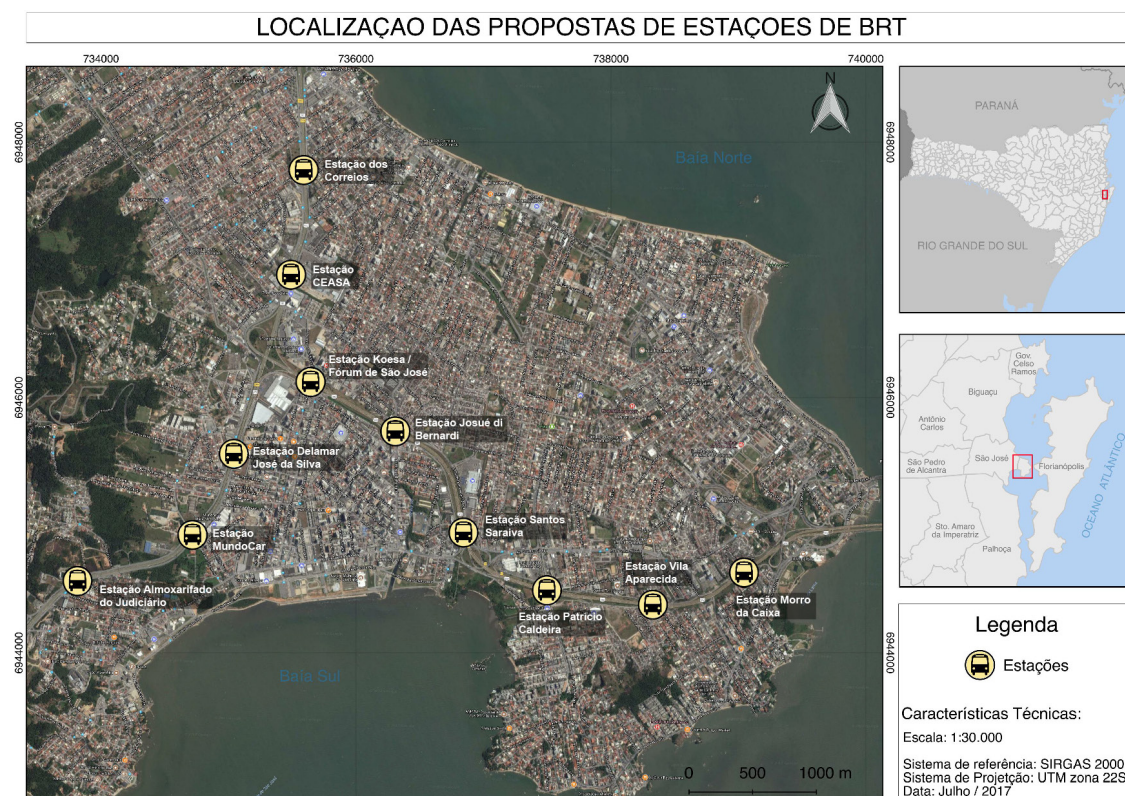 LOCALIZAÇAO DAS PROPOSTAS DE ESTAÇOES DE BRT
734000
736000
738000
740000
6948000
6948000
N
Baía Norte
Estação dos
Correios
Estação
CEASA
Estação Koesa /
Fórum de São José
6946000
6946000
Estação Josué di
Bernardi
Estação Delamar
José da Silva
Estação Santos
Saraiva
Estação
MundoCar
Estação Vila
Aparecida
Estação Almoxarifado
do Judiciário
Estação Morro
da Caixa
Estação Patrício
Caldeira
6944000
6944000
Baía Sul
0 500 1000 m
PARANÁ
RIO GRANDE DO SUL
Gov.
Celso
Ramos
Biguaçu
Antônio
Carlos
São José
São Pedro
de Alcantra
Florianópolis
OCEANO ATLÂNTICO
Sto. Amaro
da Imperatriz
Palhoça
Legenda
Estações
Características Técnicas:
Escala: 1:30.000
Sistema de referência: SIRGAS 2000
Sistema de Projetção: UTM zona 22S
Data: Julho / 2017